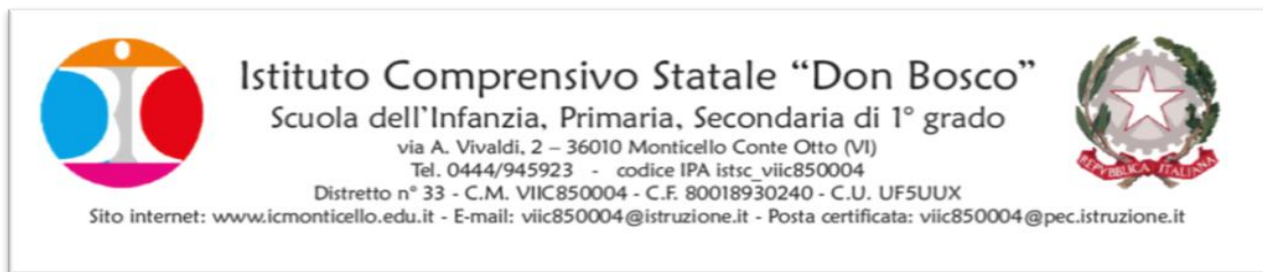 Istituto Comprensivo Statale “Don Bosco”
Scuola dell'Infanzia, Primaria, Secondaria di 1° grado
via A. Vivaldi, 2 – 36010 Monticello Conte Otto (VI)
Tel. 0444/945923 - codice IPA istsc_viic850004
Distretto n° 33 - C.M. VIIC850004 - C.F. 80018930240 - C.U. UF5UUX
Sito internet: www.icmonticello.edu.it - E-mail: viic850004@istruzione.it - Posta certificata: viic850004@pec.istruzione.it
REPVBBLICA ITALIANA